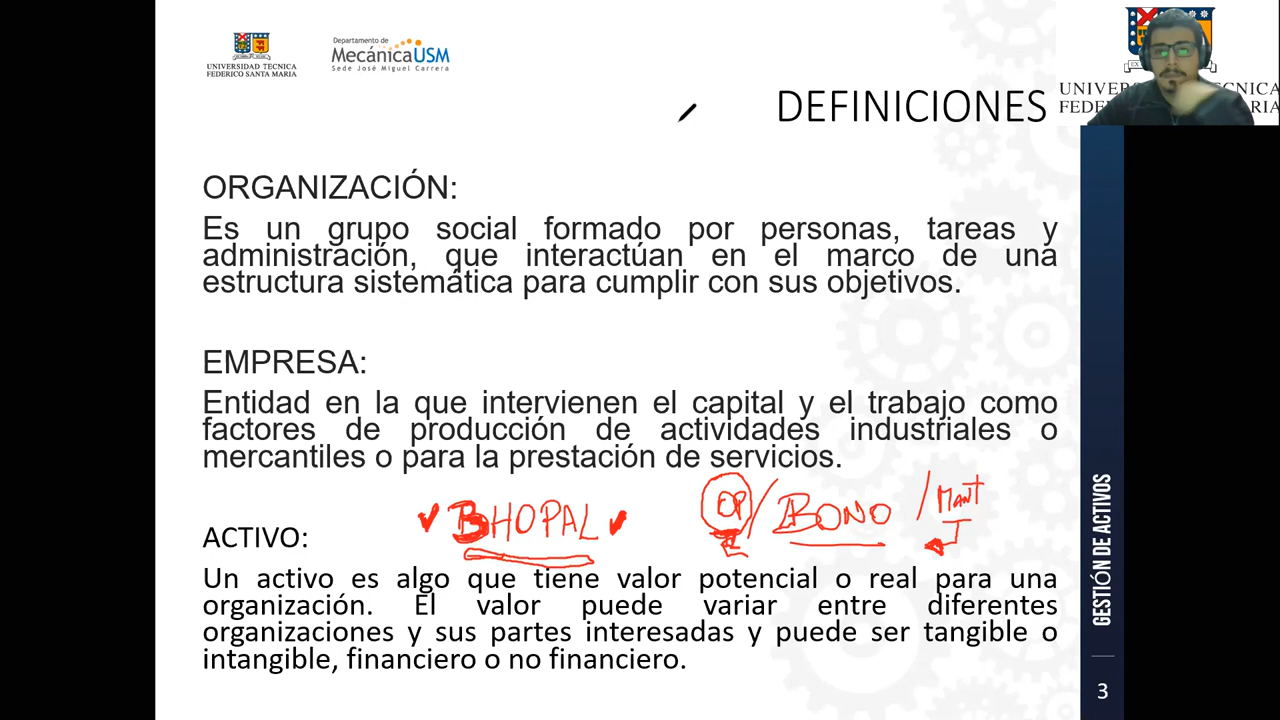 UNIVERSIDAD TECNICA
FEDERICO SANTA MARIA
Departamento de
MecánicaUSM
Sede José Miguel Carrera
DEFINICIONES
ORGANIZACIÓN:
Es un grupo social formado por personas, tareas y
administración, que interactúan en el marco de una
estructura sistemática para cumplir con sus objetivos.
EMPRESA:
Entidad en la que intervienen el capital y el trabajo como
factores de producción de actividades industriales o
mercantiles o para la prestación de servicios.
BHOPAL
OP / BONO / Mant
ACTIVO:
Un activo es algo que tiene valor potencial o real para una
organización. El valor puede variar entre diferentes
organizaciones y sus partes interesadas y puede ser tangible o
intangible, financiero o no financiero.
GESTIÓN DE ACTIVOS
3